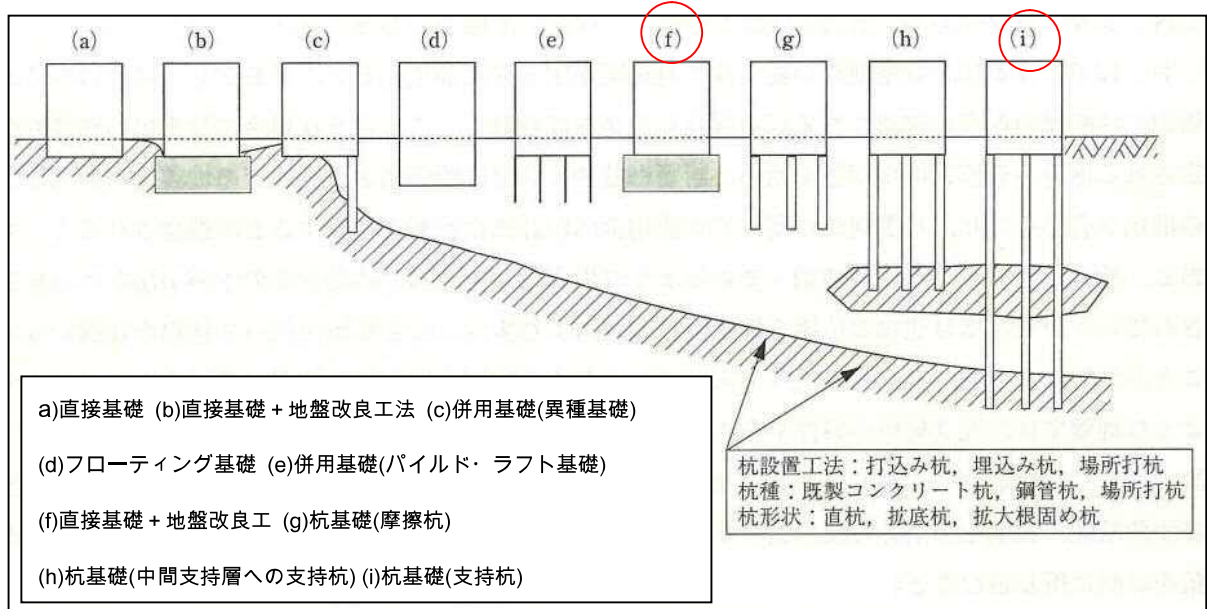 (a) (b) (c) (d) (e) (f) (g) (h) (i)
a)直接基礎 (b)直接基礎 + 地盤改良工法 (c)併用基礎(異種基礎)
(d)フローティング基礎 (e)併用基礎(パイルド・ラフト基礎)
(f)直接基礎 + 地盤改良工 (g)杭基礎(摩擦杭)
(h)杭基礎(中間支持層への支持杭) (i)杭基礎(支持杭)
杭設置工法：打込み杭，埋込み杭，場所打杭
杭種：既製コンクリート杭，鋼管杭，場所打杭
杭形状：直杭，拡底杭，拡大根固め杭